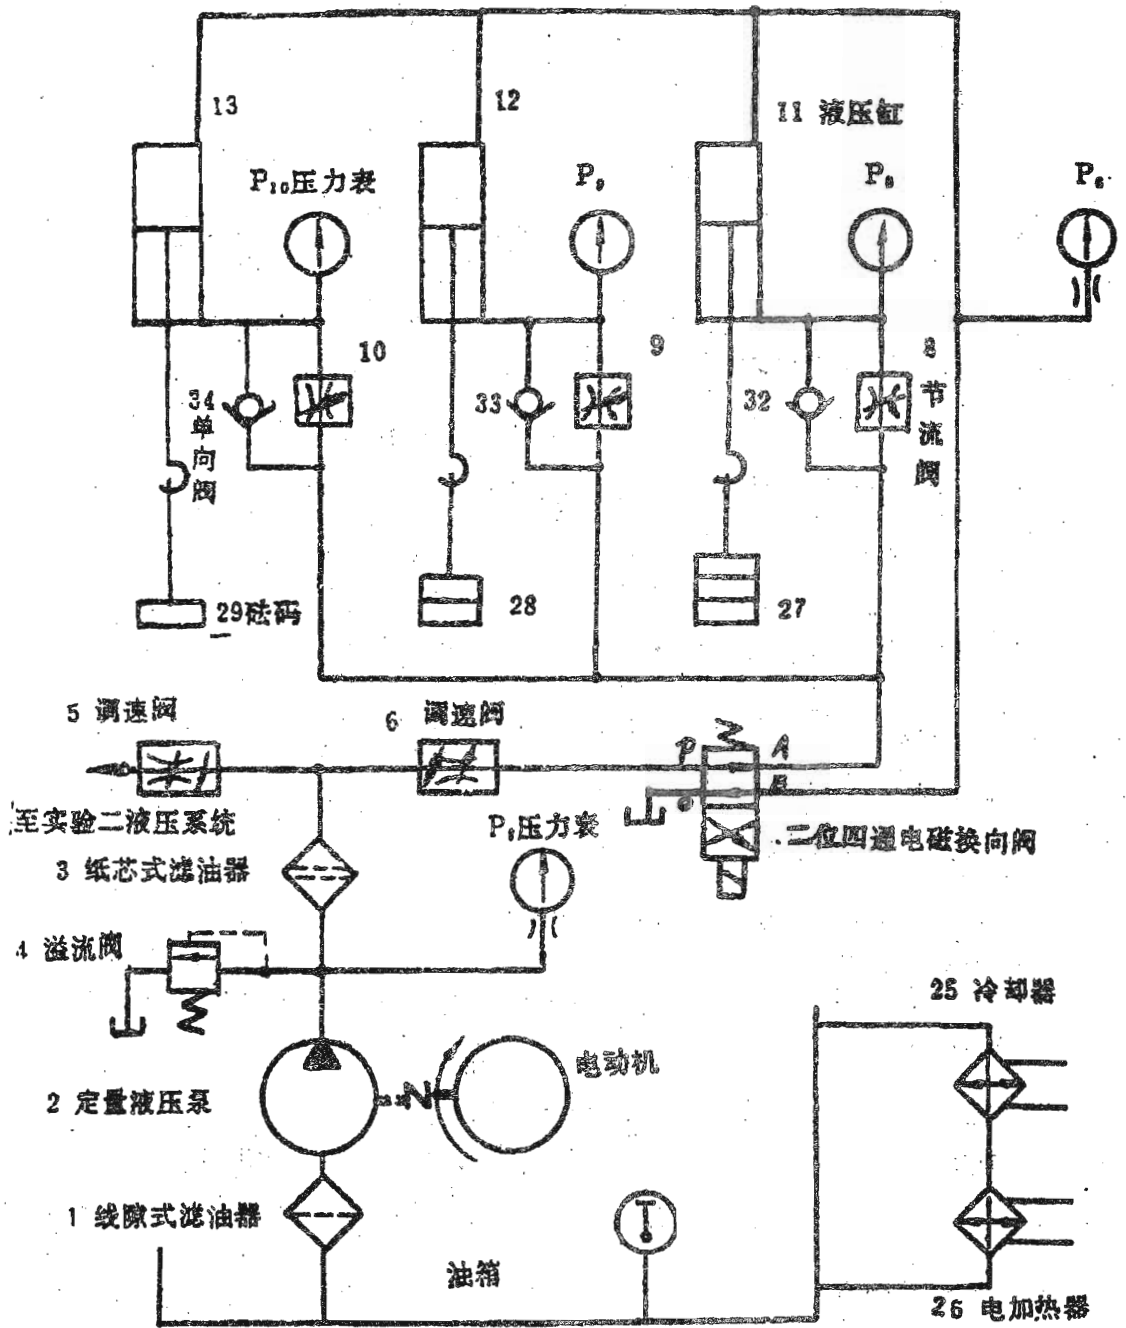 13
12
11 液压缸
P₁₀压力表
P₉
P₈
P₆
10
9
8 节流阀
34 单向阀
33
32
29砝码
28
27
5 调速阀
6 调速阀
P
A
B
O
至实验二液压系统
P₁压力表
二位四通电磁换向阀
3 纸芯式滤油器
4 溢流阀
25 冷却器
电动机
2 定量液压泵
1 线隙式滤油器
油箱
26 电加热器